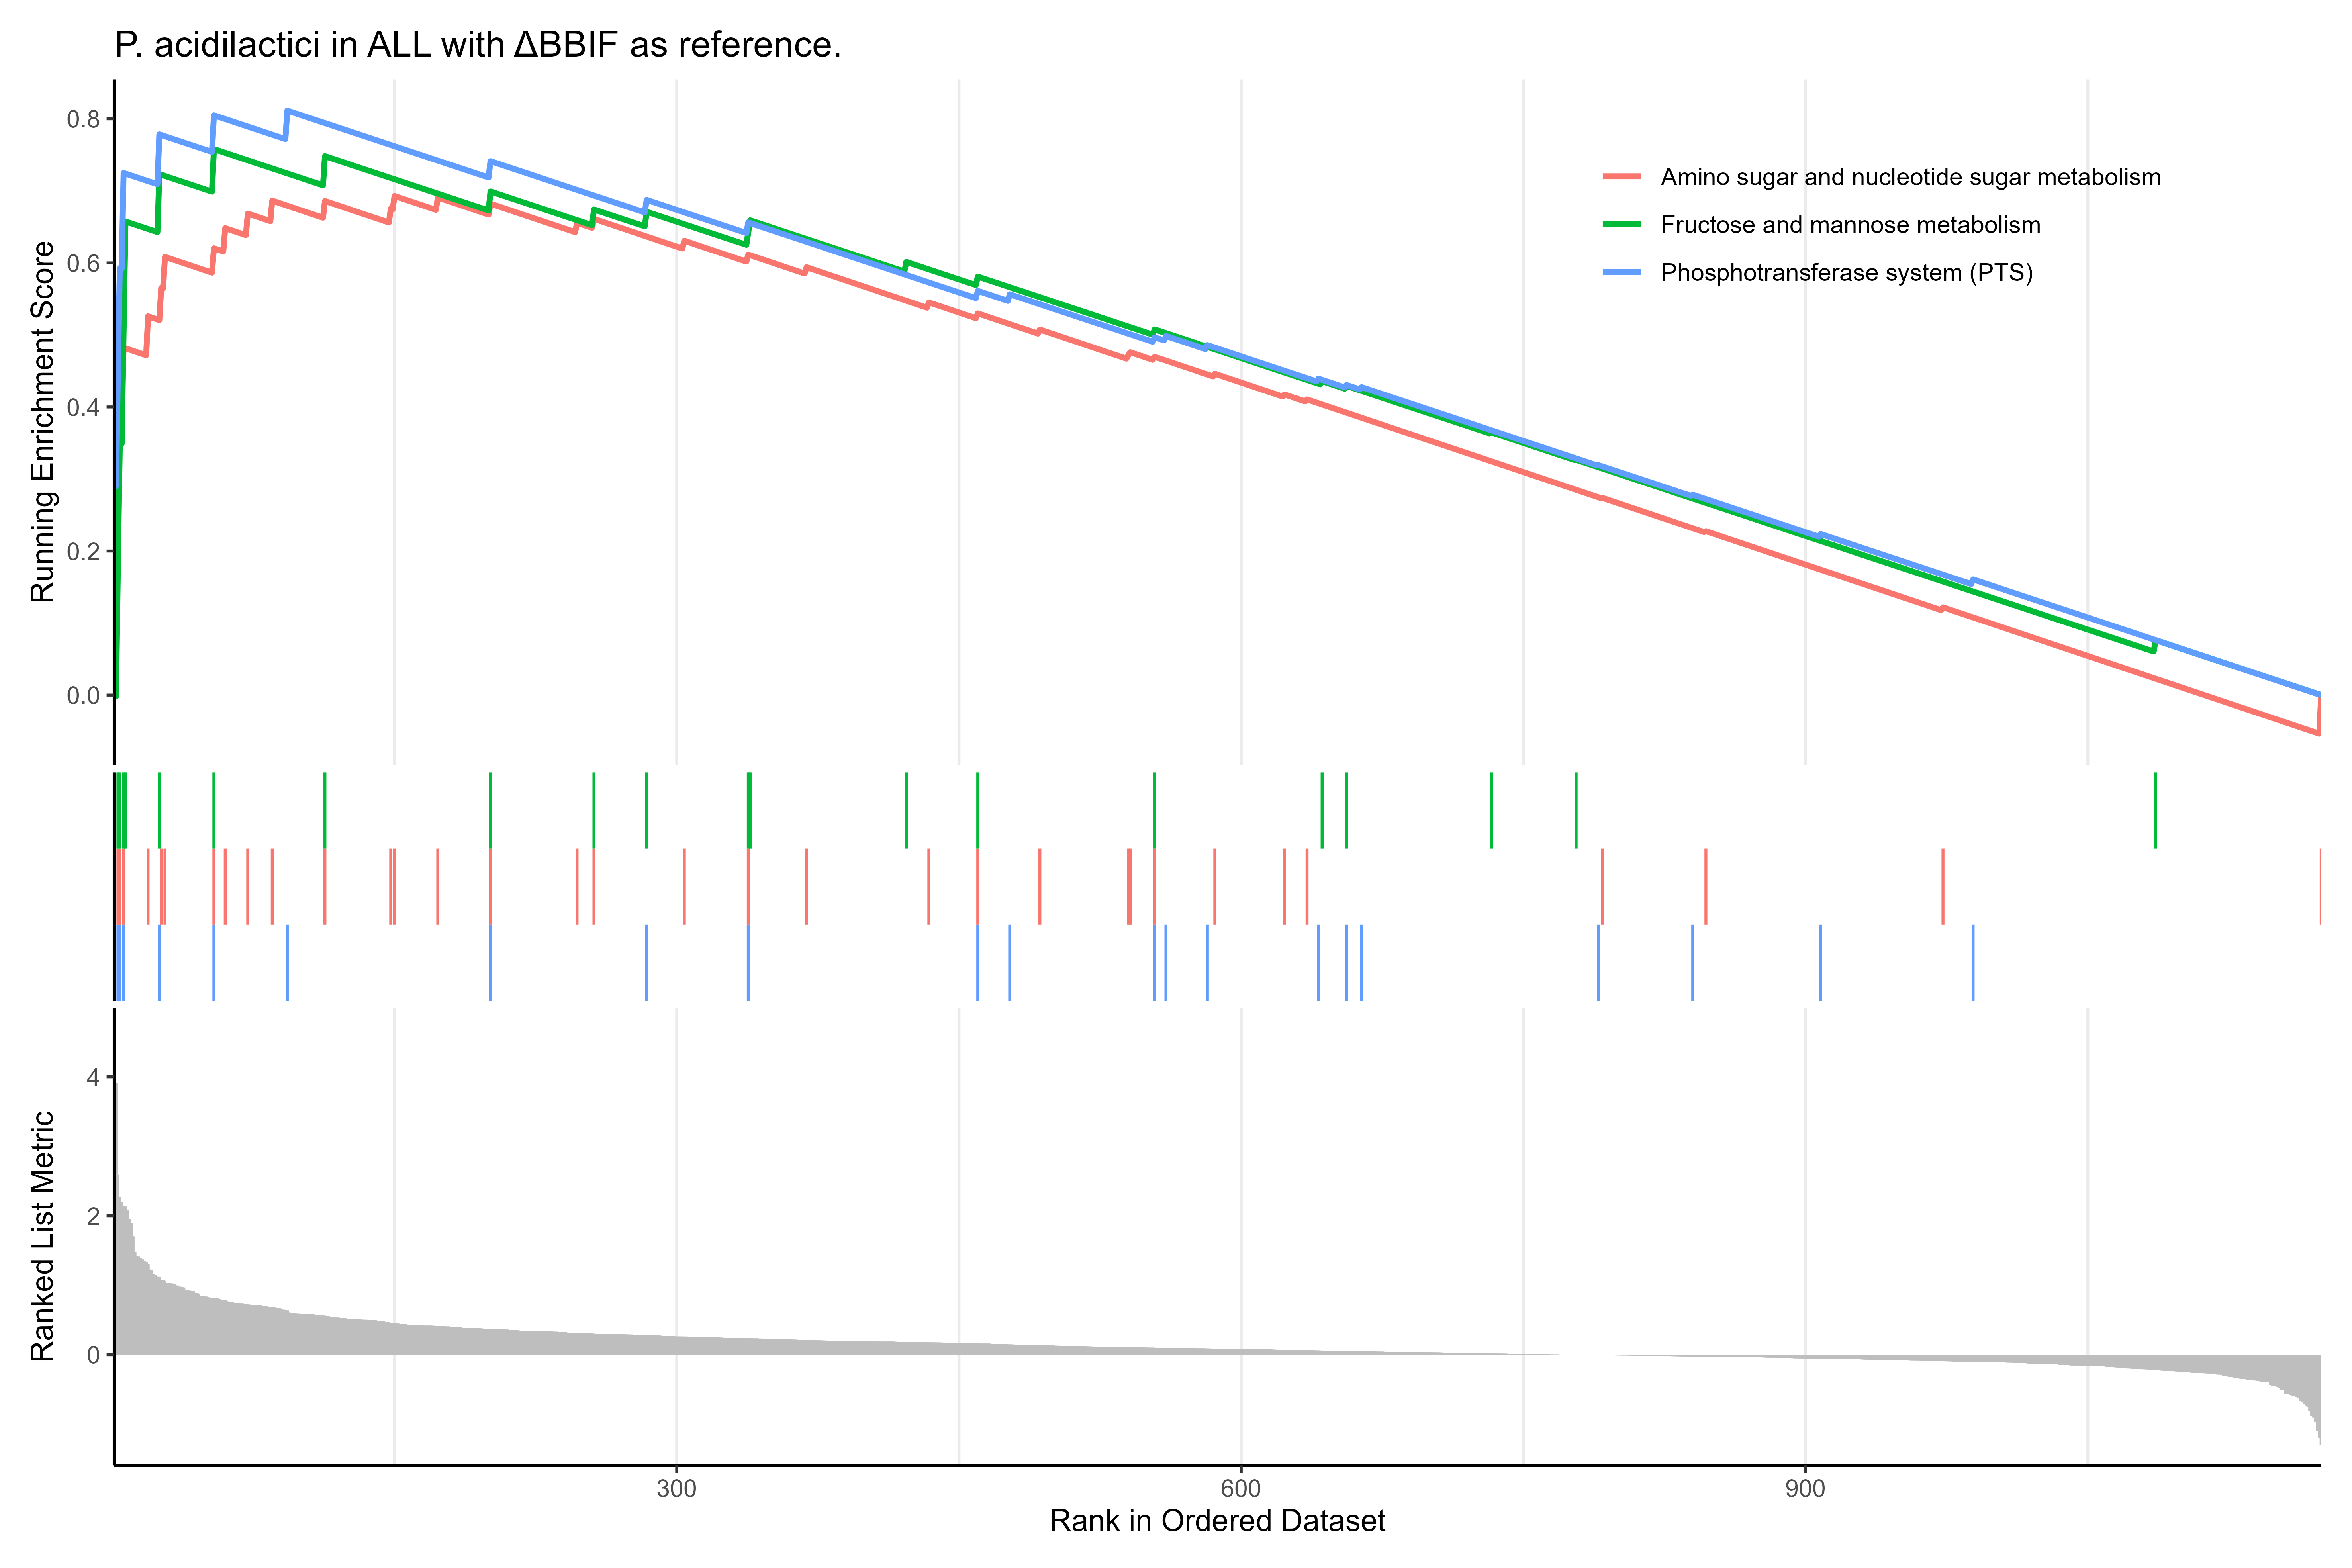 P. acidilactici in ALL with ΔBBIF as reference.
Running Enrichment Score
0.8
0.6
0.4
0.2
0.0
Amino sugar and nucleotide sugar metabolism
Fructose and mannose metabolism
Phosphotransferase system (PTS)
Ranked List Metric
4
2
0
300
600
900
Rank in Ordered Dataset